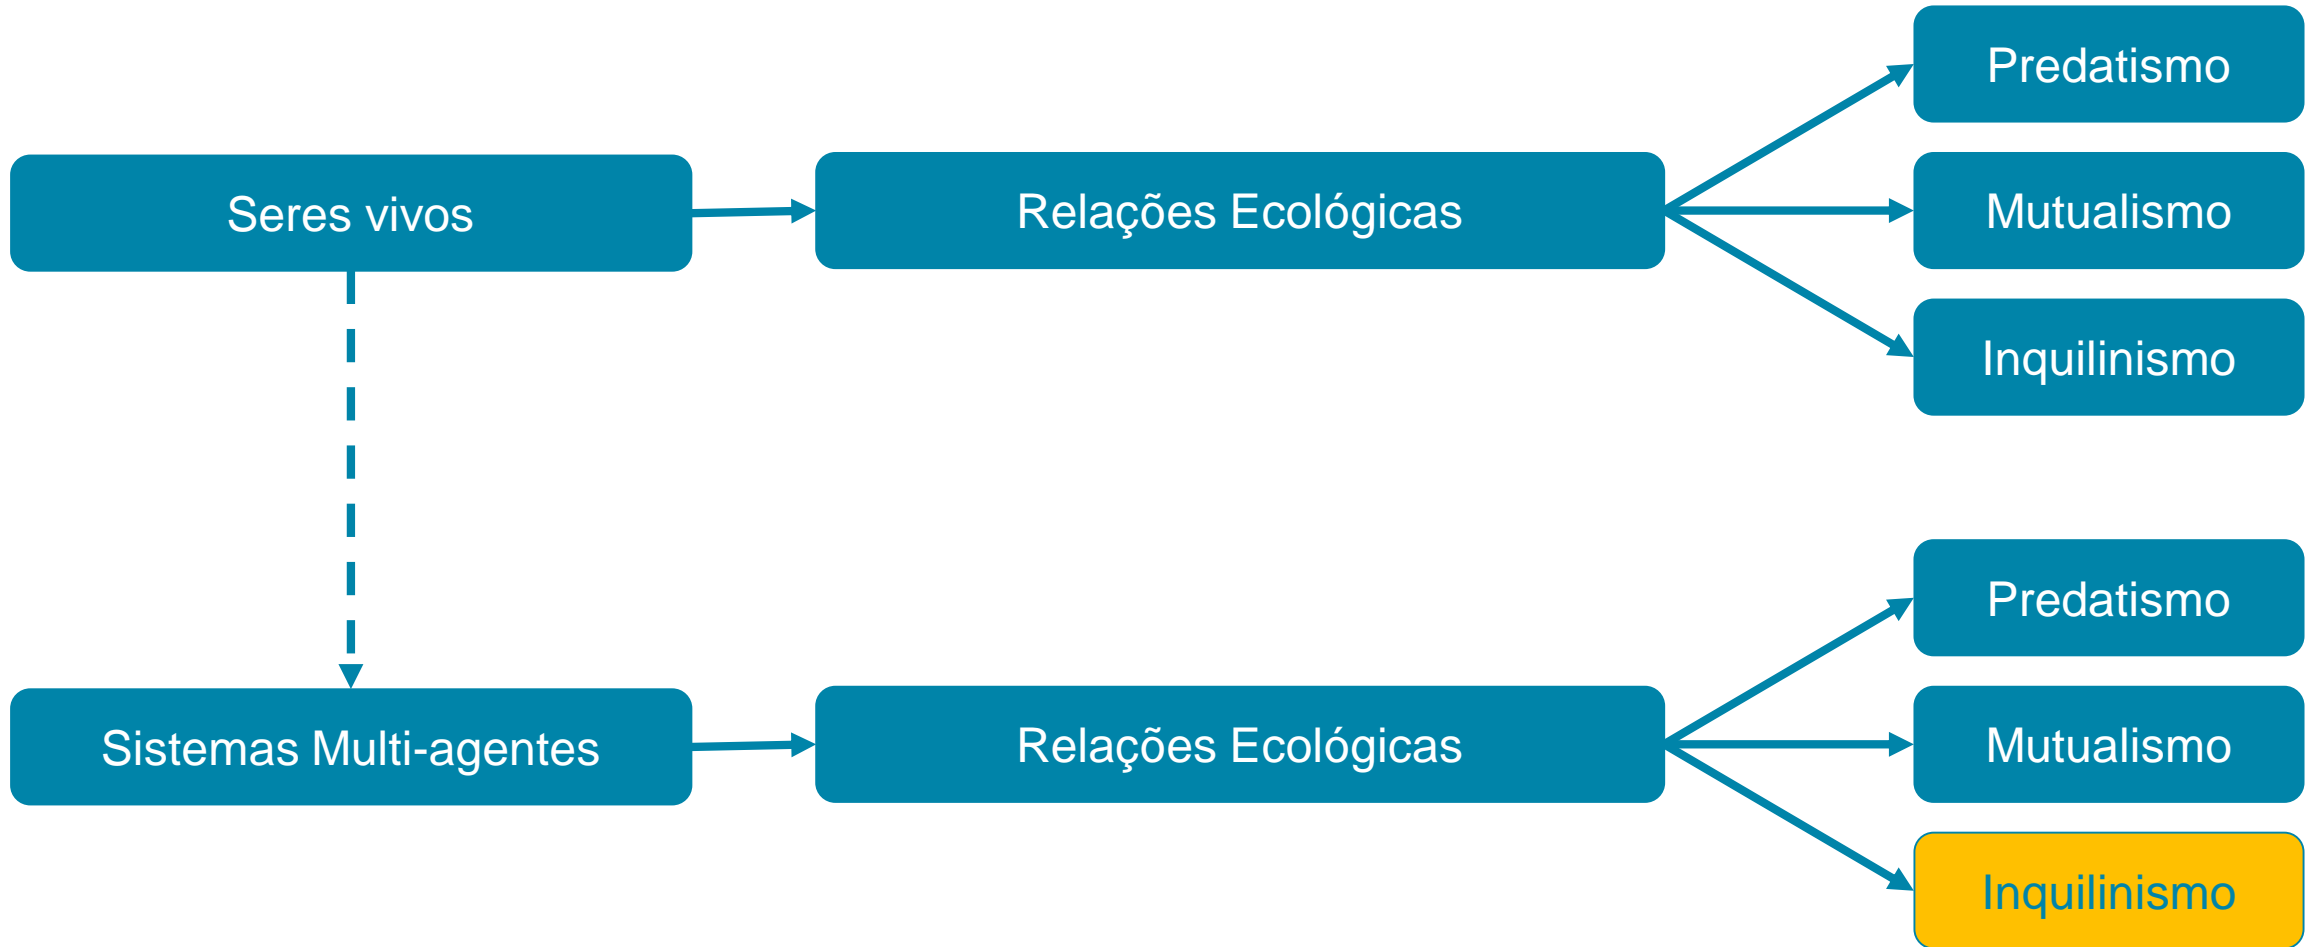 Predatismo
Seres vivos
Relações Ecológicas
Mutualismo
Inquilinismo
Predatismo
Sistemas Multi-agentes
Relações Ecológicas
Mutualismo
Inquilinismo